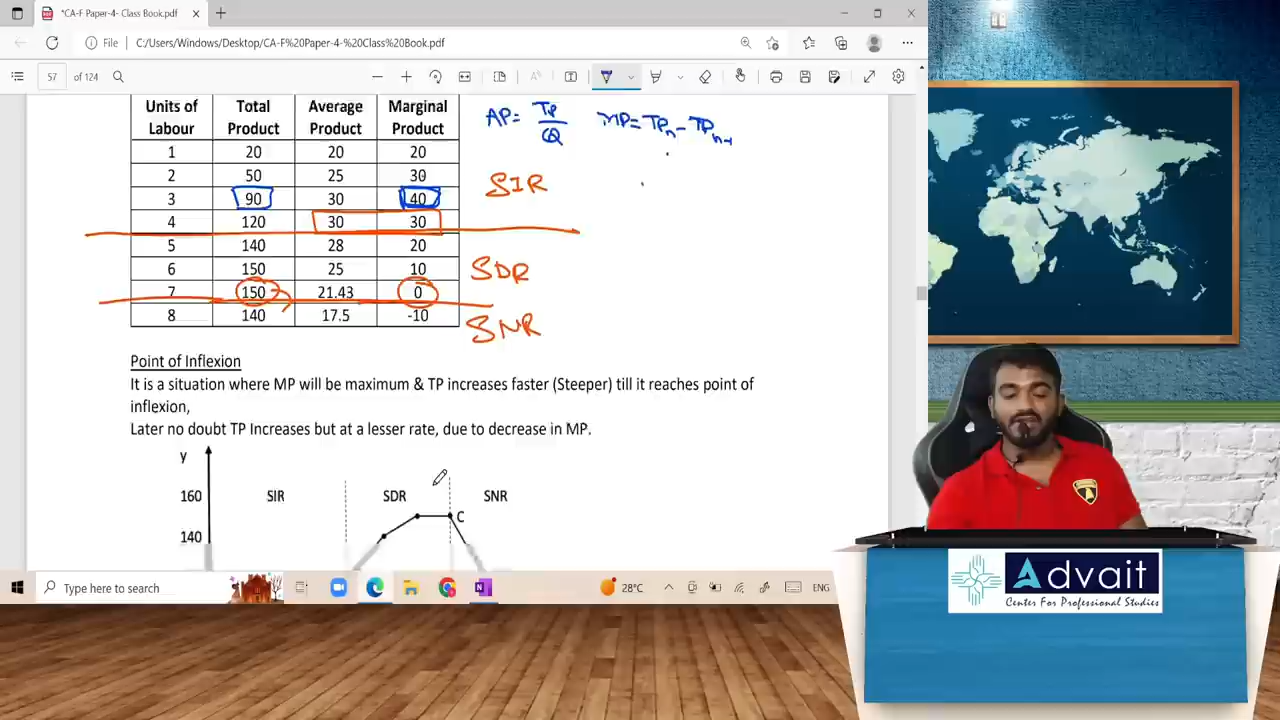 *CA-F Paper-4- Class Book.pdf
File C:/Users/Windows/Desktop/CA-F%20Paper-4-%20Class%20Book.pdf
57 of 124
Units of Labour Total Product Average Product Marginal Product
AP= TP/Q MP=TPn-TPn-1
1 20 20 20
2 50 25 30
3 90 30 40
SIR
4 120 30 30
5 140 28 20
6 150 25 10
SDR
7 150 21.43 0
8 140 17.5 -10
SNR
Point of Inflexion
It is a situation where MP will be maximum & TP increases faster (Steeper) till it reaches point of
inflexion,
Later no doubt TP Increases but at a lesser rate, due to decrease in MP.
y
160 SIR SDR SNR
C
140
Type here to search 28°C ENG
Advait
Center For Professional Studies